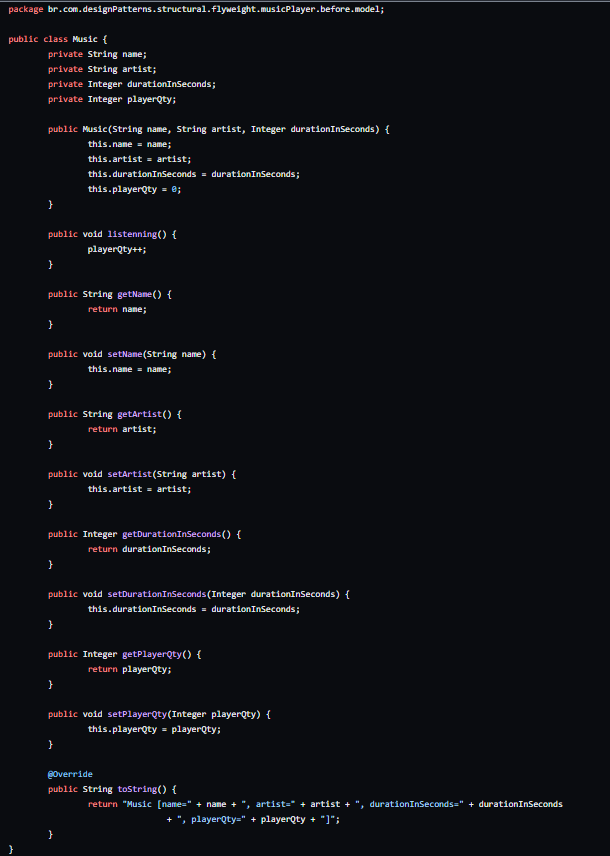 package br.com.designPatterns.structural.flyweight.musicPlayer.before.model;
public class Music {
private String name;
private String artist;
private Integer durationInSeconds;
private Integer playerQty;
public Music(String name, String artist, Integer durationInSeconds) {
this.name = name;
this.artist = artist;
this.durationInSeconds = durationInSeconds;
this.playerQty = 0;
}
public void listenning() {
playerQty++;
}
public String getName() {
return name;
}
public void setName(String name) {
this.name = name;
}
public String getArtist() {
return artist;
}
public void setArtist(String artist) {
this.artist = artist;
}
public Integer getDurationInSeconds() {
return durationInSeconds;
}
public void setDurationInSeconds(Integer durationInSeconds) {
this.durationInSeconds = durationInSeconds;
}
public Integer getPlayerQty() {
return playerQty;
}
public void setPlayerQty(Integer playerQty) {
this.playerQty = playerQty;
}
@Override
public String toString() {
return "Music [name=" + name + ", artist=" + artist + ", durationInSeconds=" + durationInSeconds
+ ", playerQty=" + playerQty + "]";
}
}